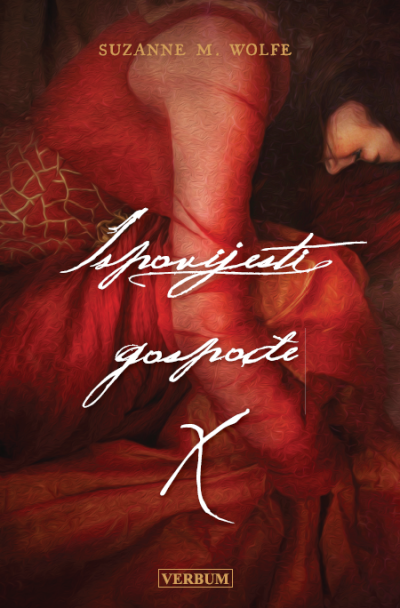 SUZANNE M. WOLFE
Ispovijesti
gospođe
X
VERBUM